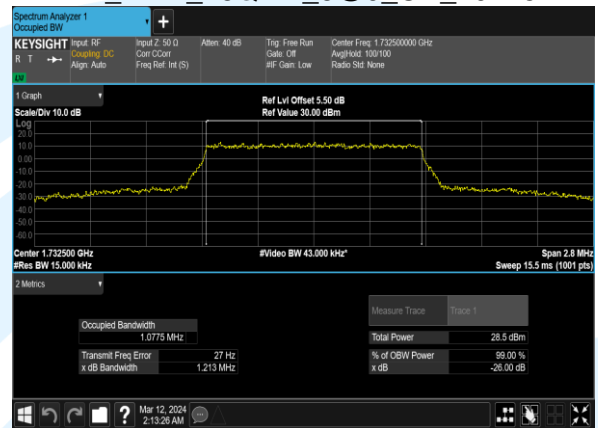 Spectrum Analyzer 1
Occupied BW
+
KEYSIGHT Input: RF Input Z: 50 Ω Atten: 40 dB Trig: Free Run Center Freq: 1.732500000 GHz
R T Coupling: DC Corr CCorr Gate: Off Avg|Hold: 100/100
Align: Auto Freq Ref: Int (S) #IF Gain: Low Radio Std: None
1 Graph
Ref Lvl Offset 5.50 dB
Scale/Div 10.0 dB Ref Value 30.00 dBm
Log
20.0
10.0
0.00
-10.0
-20.0
-30.0
-40.0
-50.0
-60.0
Center 1.732500 GHz #Video BW 43.000 kHz* Span 2.8 MHz
#Res BW 15.000 kHz Sweep 15.5 ms (1001 pts)
2 Metrics
Measure Trace Trace 1
Occupied Bandwidth
1.0775 MHz
Total Power 28.5 dBm
Transmit Freq Error 27 Hz % of OBW Power 99.00 %
x dB Bandwidth 1.213 MHz x dB -26.00 dB
? Mar 12, 2024
2:13:26 AM